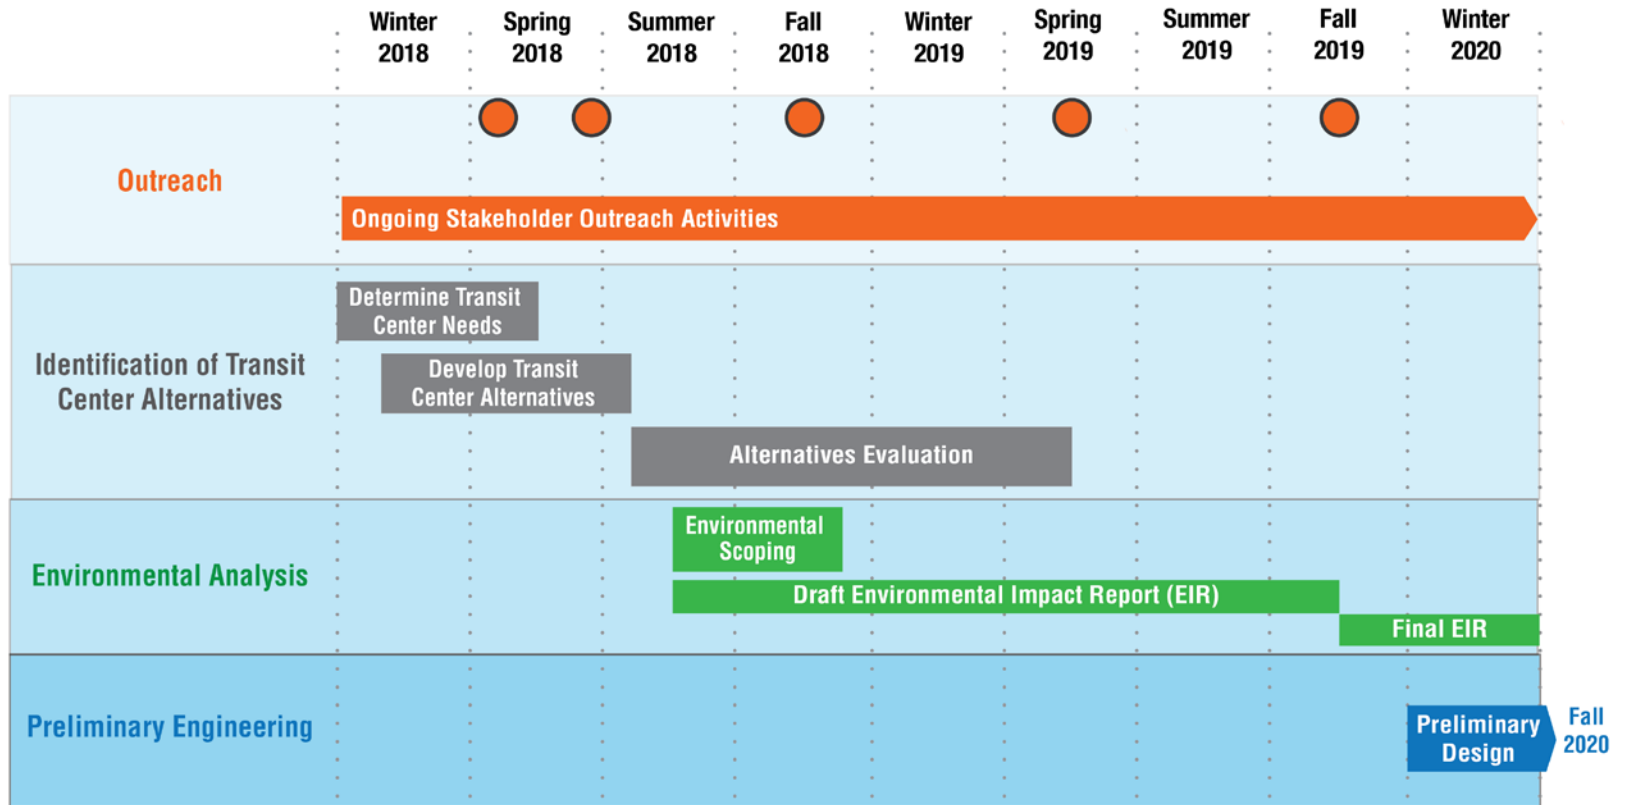 Winter Spring Summer Fall Winter Spring Summer Fall Winter
2018 2018 2018 2018 2019 2019 2019 2019 2020
Outreach
Ongoing Stakeholder Outreach Activities
Identification of Transit
Center Alternatives
Determine Transit
Center Needs
Develop Transit
Center Alternatives
Alternatives Evaluation
Environmental Analysis
Environmental
Scoping
Draft Environmental Impact Report (EIR)
Final EIR
Preliminary Engineering
Preliminary
Design
Fall
2020